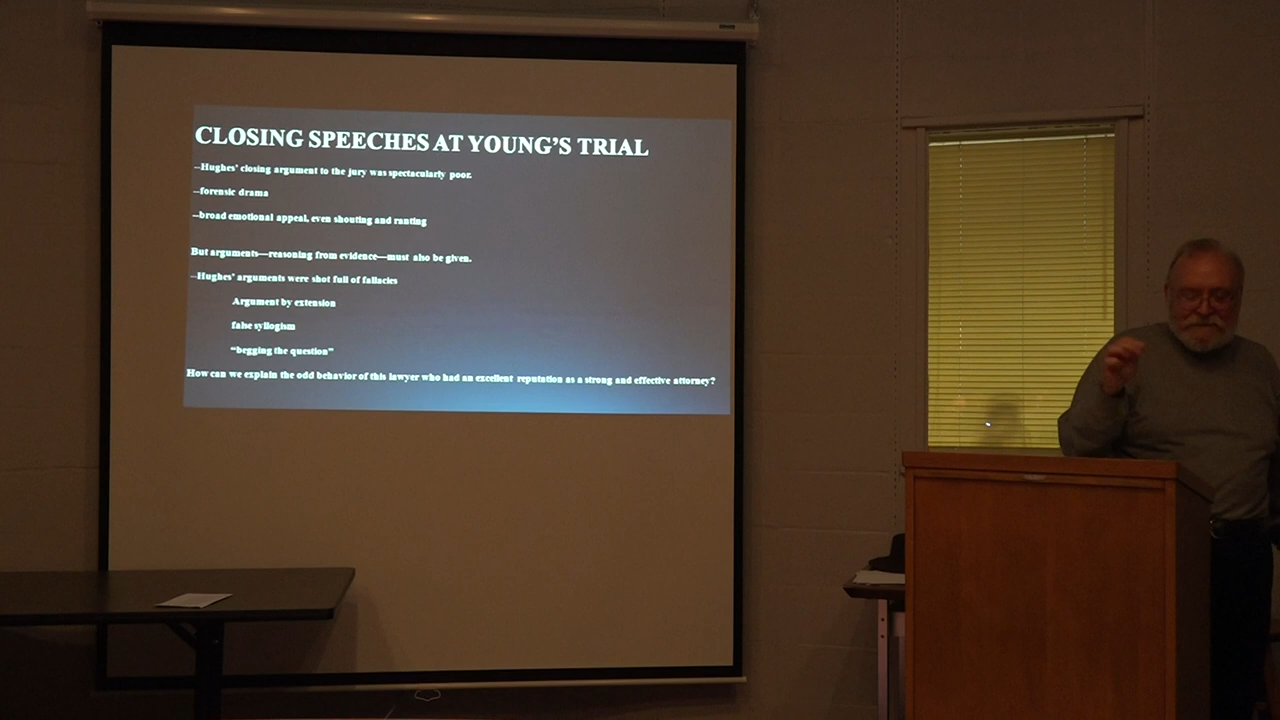 CLOSING SPEECHES AT YOUNG'S TRIAL
--Hughes' closing argument to the jury was spectacularly poor.
--forensic drama
--broad emotional appeal, even shouting and ranting
But arguments—reasoning from evidence—must also be given.
--Hughes' arguments were shot full of fallacies
Argument by extension
false syllogism
"begging the question"
How can we explain the odd behavior of this lawyer who had an excellent reputation as a strong and effective attorney?